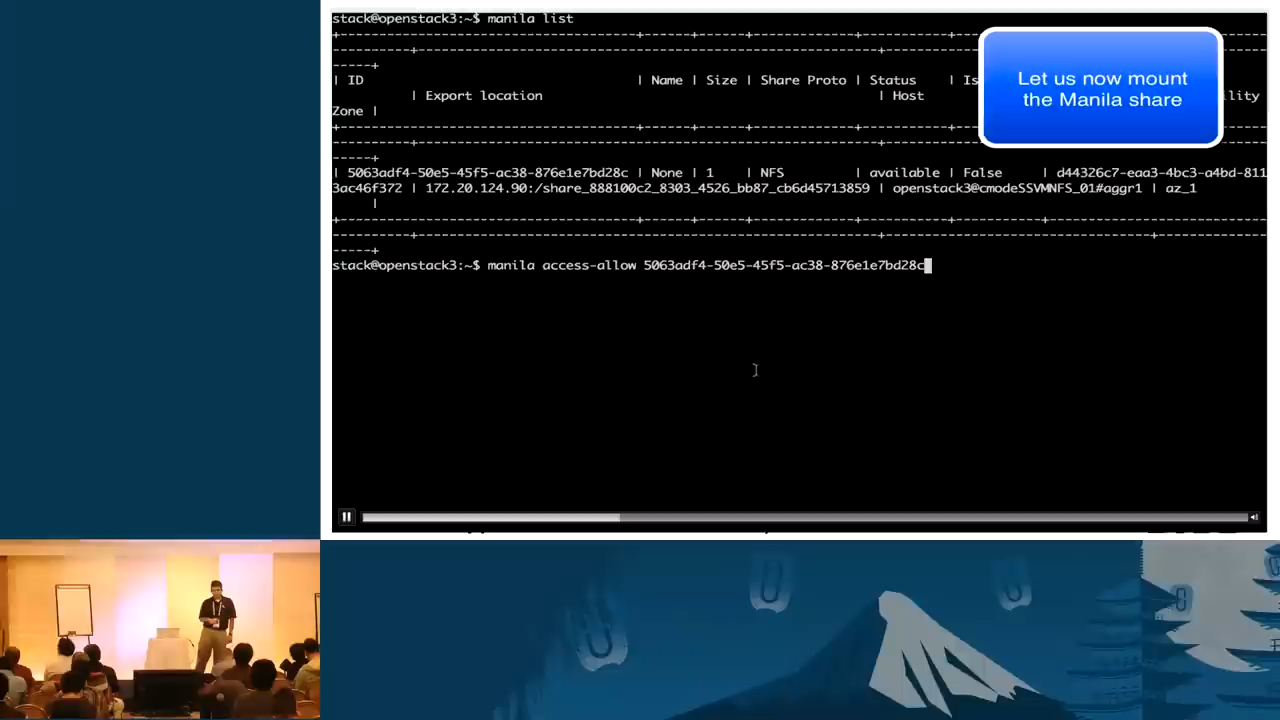 stack@openstack3:~$ manila list
| ID | Name | Size | Share Proto | Status | Is
| Export location | Host lity
Zone |
| 5063adf4-50e5-45f5-ac38-876e1e7bd28c | None | 1 | NFS | available | False | d44326c7-eaa3-4bc3-a4bd-811
3ac46f372 | 172.20.124.90:/share_888100c2_8303_4526_bb87_cb6d45713859 | openstack3@cmodeSSVMNFS_01#aggr1 | az_1
|
stack@openstack3:~$ manila access-allow 5063adf4-50e5-45f5-ac38-876e1e7bd28c
Let us now mount
the Manila share